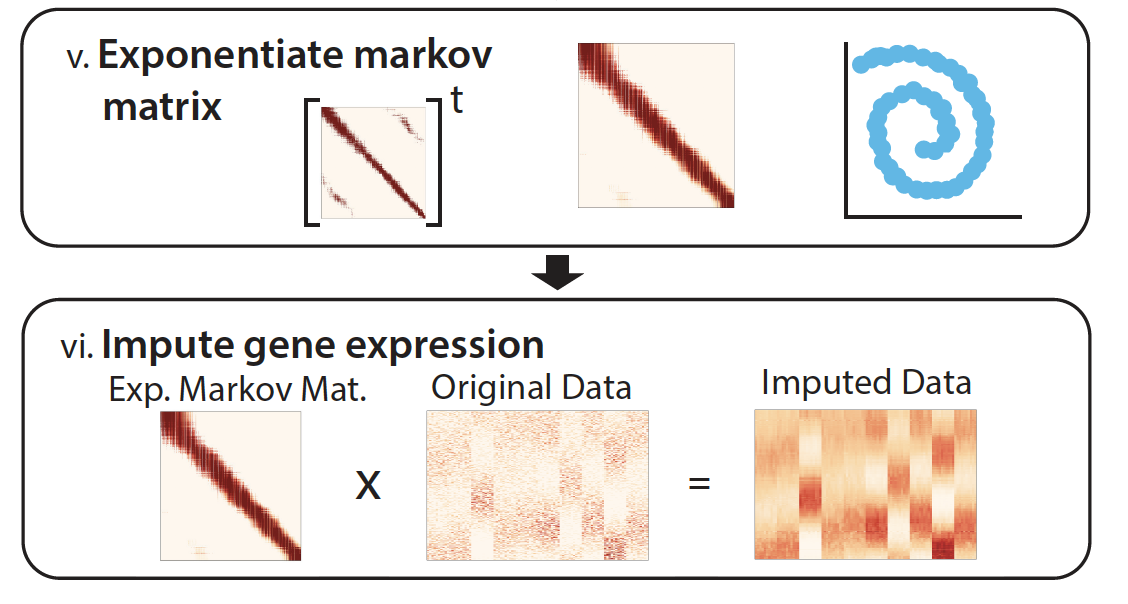 v. Exponentiate markov
matrix
t
vi. Impute gene expression
Exp. Markov Mat.
Original Data
Imputed Data
x
=